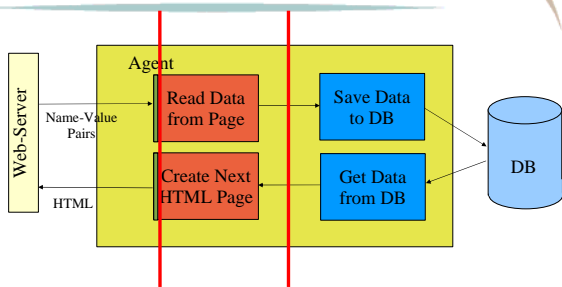 Agent
Web-Server
Name-Value
Pairs
Read Data
from Page
Save Data
to DB
DB
HTML
Create Next
HTML Page
Get Data
from DB